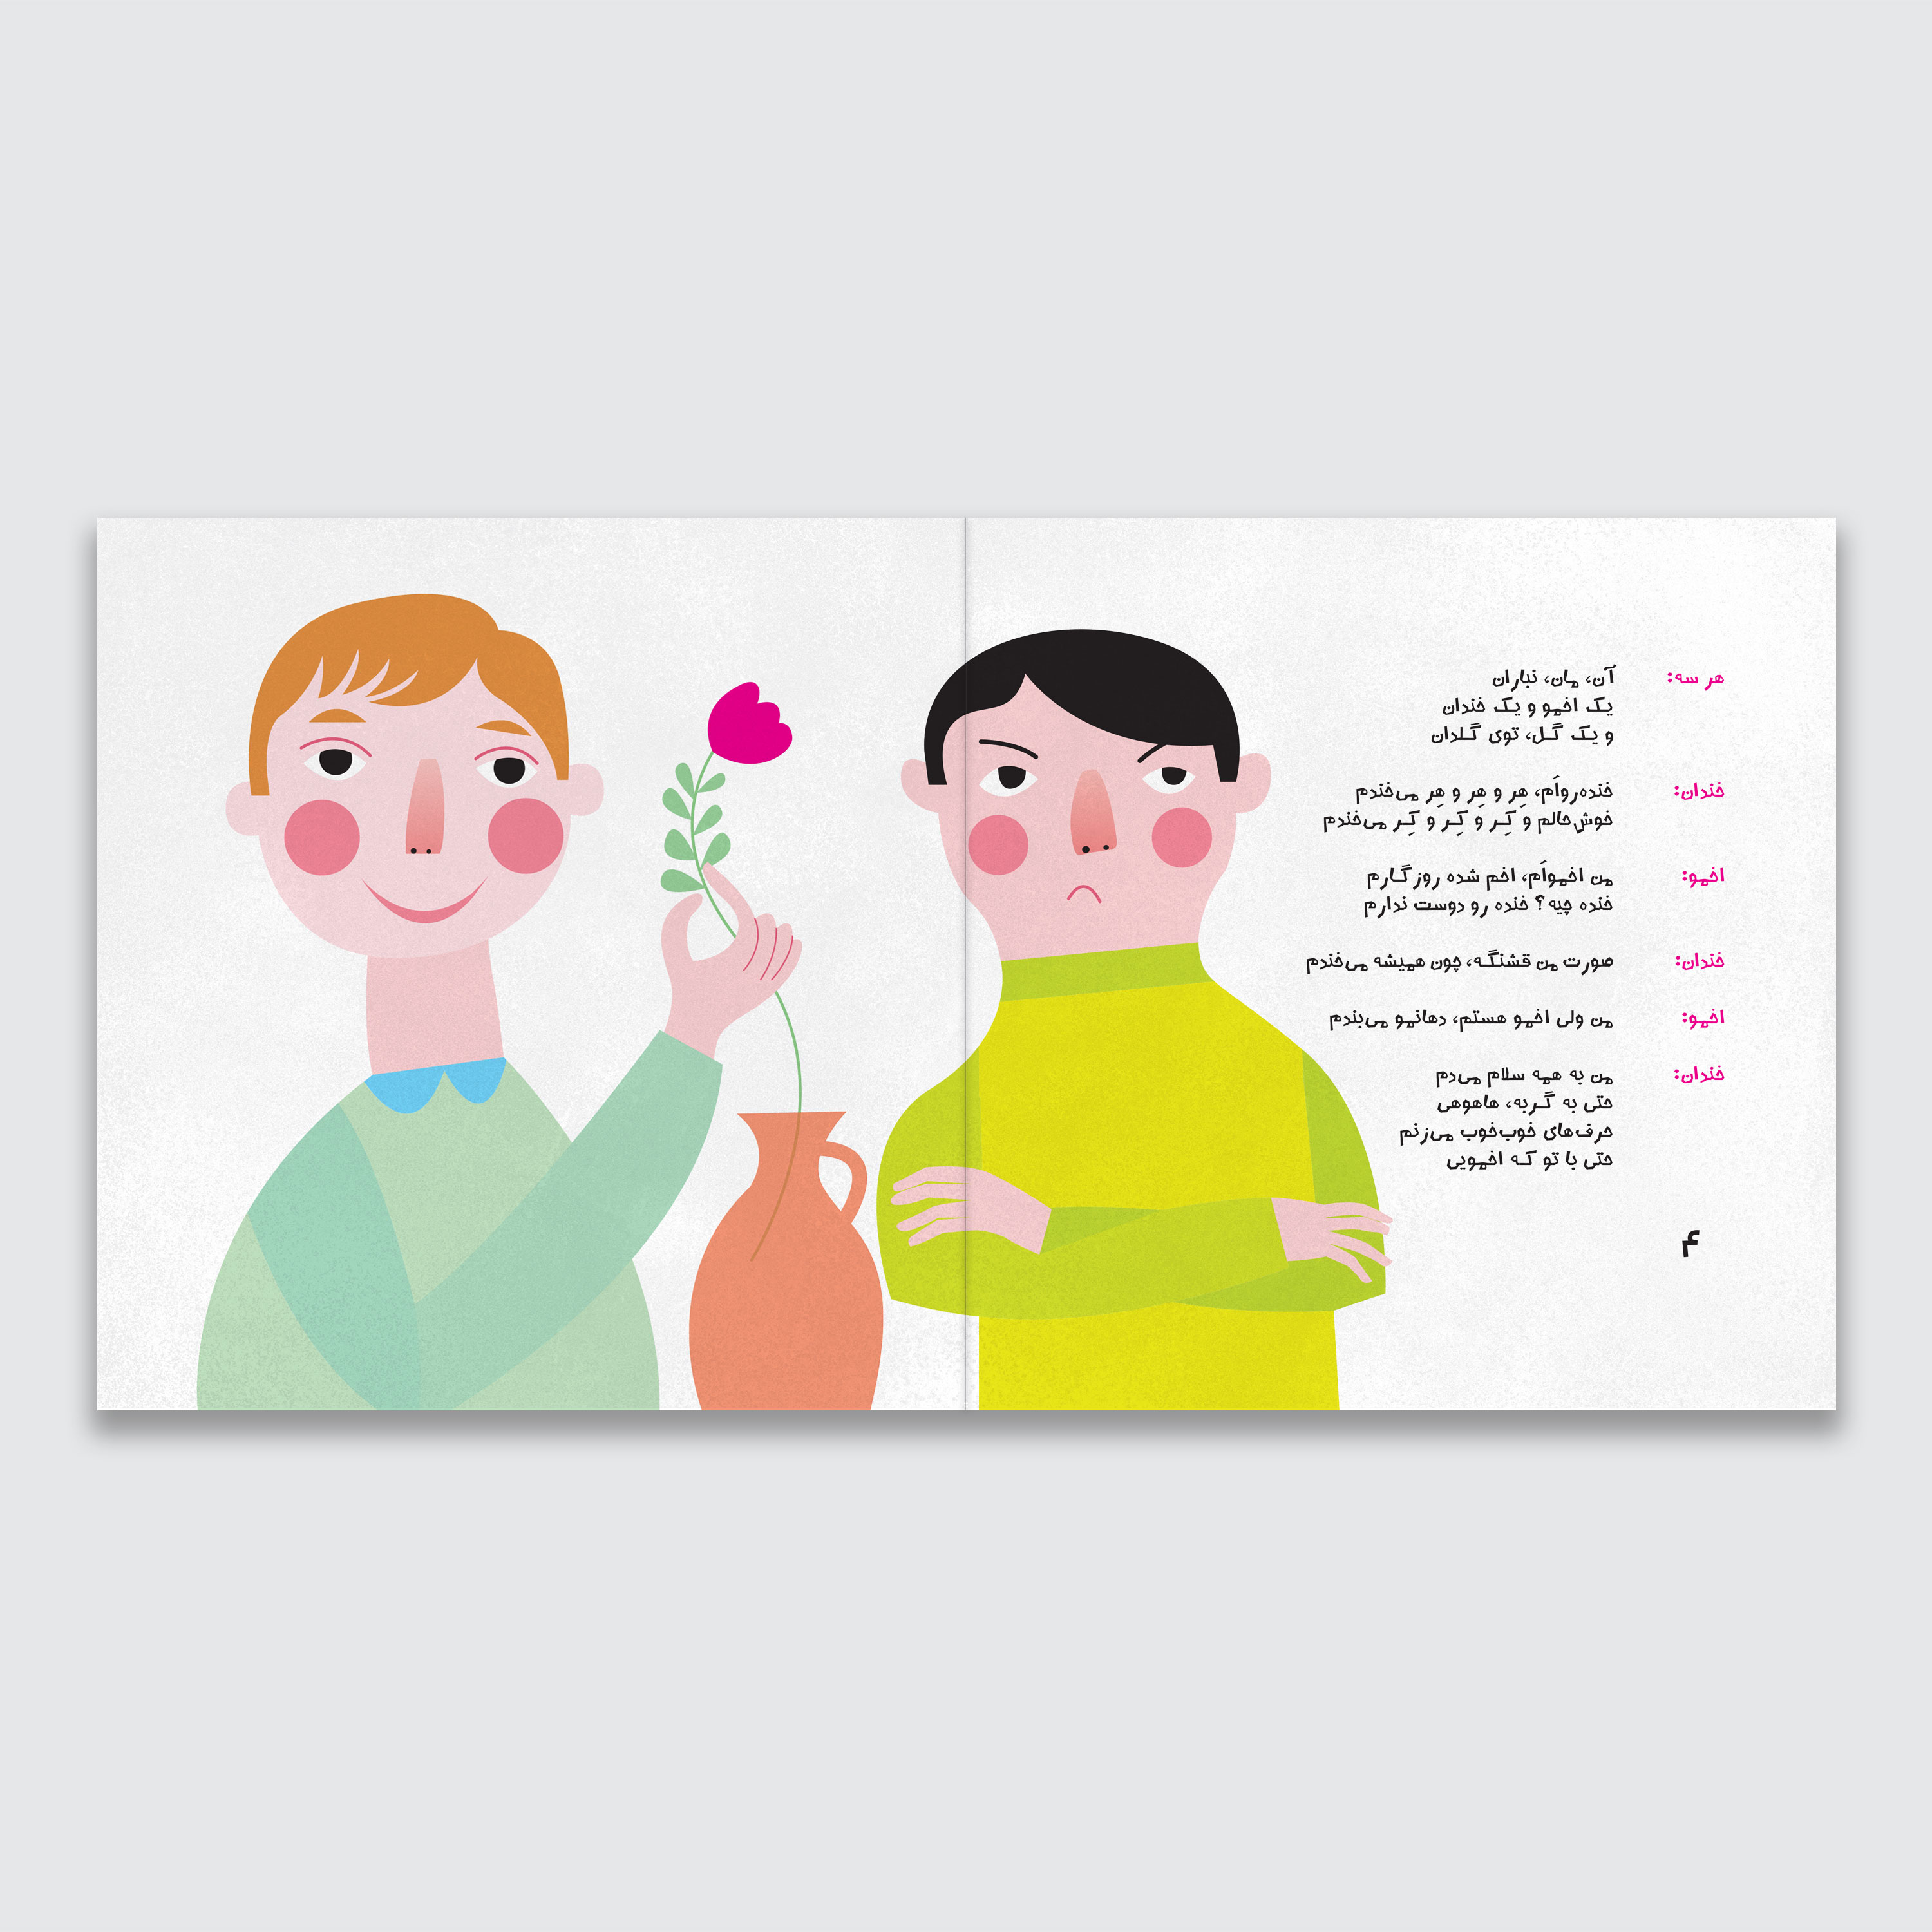 هر سه: آن، مان، نباران
یک اخمو و یک خندان
و یک گل، توی گلدان
خندان: خنده‌رواَم، هِر و هِر و هِر می‌خندم
خوش‌حالم و کِر و کِر و کِر می‌خندم
اخمو: من اخمواَم، اخم شده روزگارم
خنده چیه؟ خنده رو دوست ندارم
خندان: صورت من قشنگه، چون همیشه می‌خندم
اخمو: من ولی اخمو هستم، دهانمو می‌بندم
خندان: من به همه سلام می‌دم
حتی به گربه، هاهوهی
حرف‌های خوب‌خوب می‌زنم
حتی با تو که اخمویی
۴